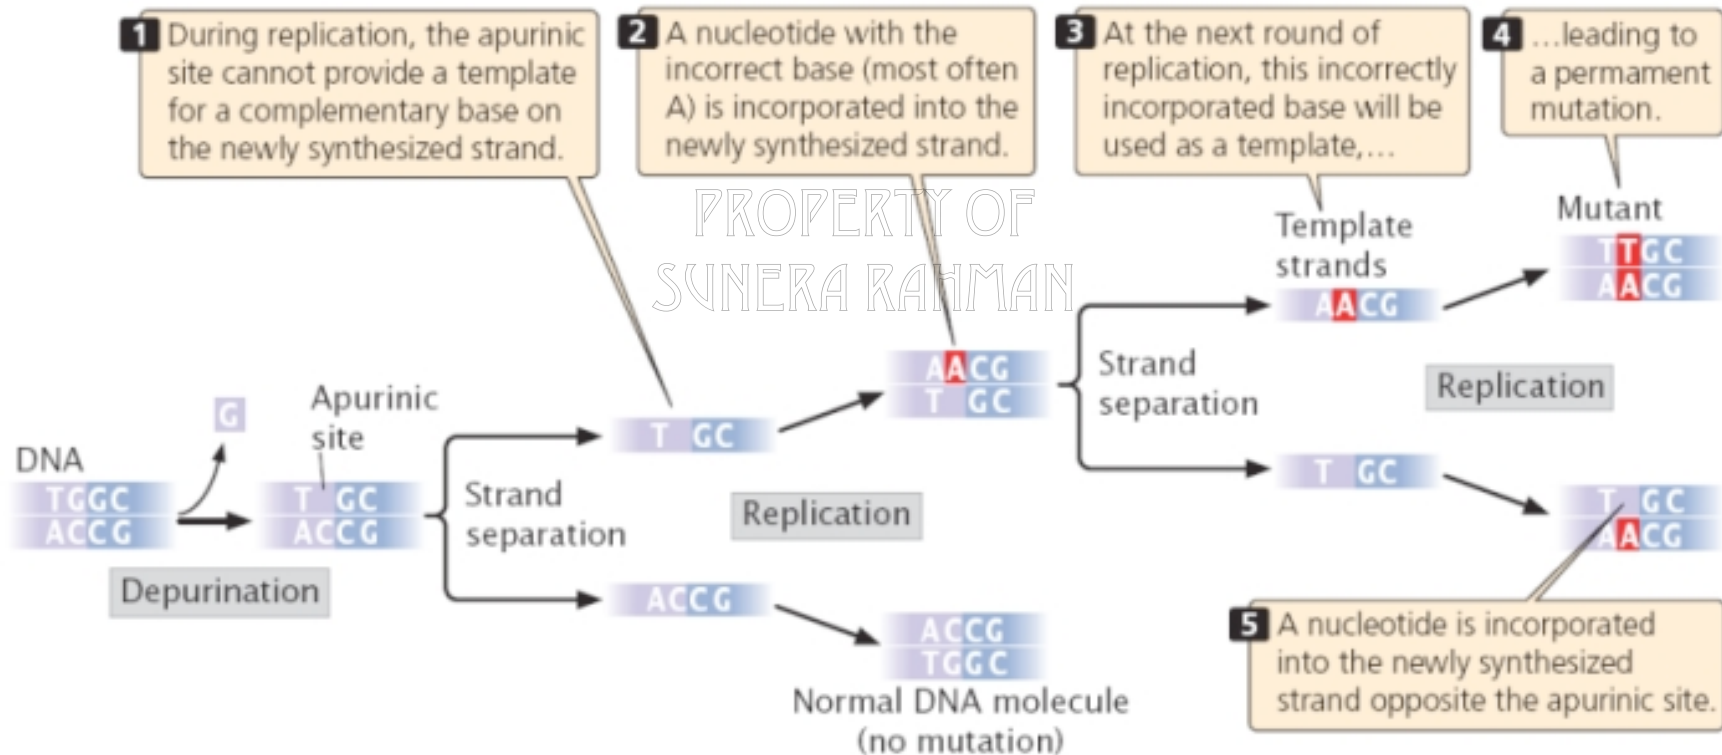 1 During replication, the apurinic
site cannot provide a template
for a complementary base on
the newly synthesized strand.
2 A nucleotide with the
incorrect base (most often
A) is incorporated into the
newly synthesized strand.
3 At the next round of
replication, this incorrectly
incorporated base will be
used as a template,...
4 ...leading to
a permament
mutation.
PROPERTY OF
SUNERA RAHMAN
Template
strands
AACG
Mutant
TTGC
AACG
AACG
T GC
Strand
separation
Replication
G
Apurinic
site
DNA
TGGC
ACCG
T GC
ACCG
Depurination
Strand
separation
T GC
Replication
ACCG
ACCG
TGGC
Normal DNA molecule
(no mutation)
T GC
T GC
AACG
5 A nucleotide is incorporated
into the newly synthesized
strand opposite the apurinic site.